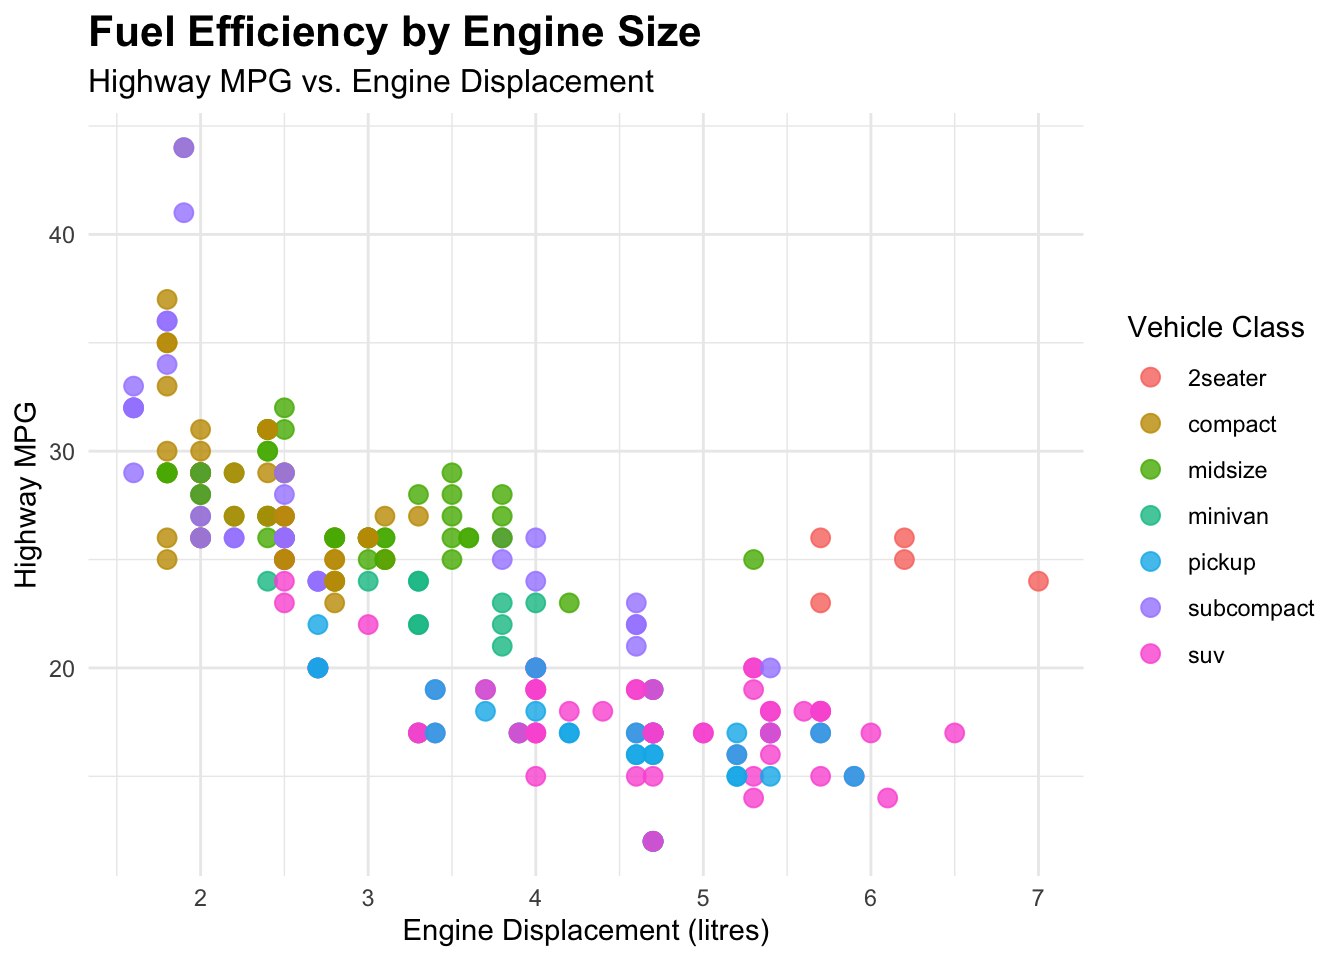 Fuel Efficiency by Engine Size
Highway MPG vs. Engine Displacement
Highway MPG
40
30
20
2 3 4 5 6 7
Engine Displacement (litres)
Vehicle Class
2seater
compact
midsize
minivan
pickup
subcompact
suv